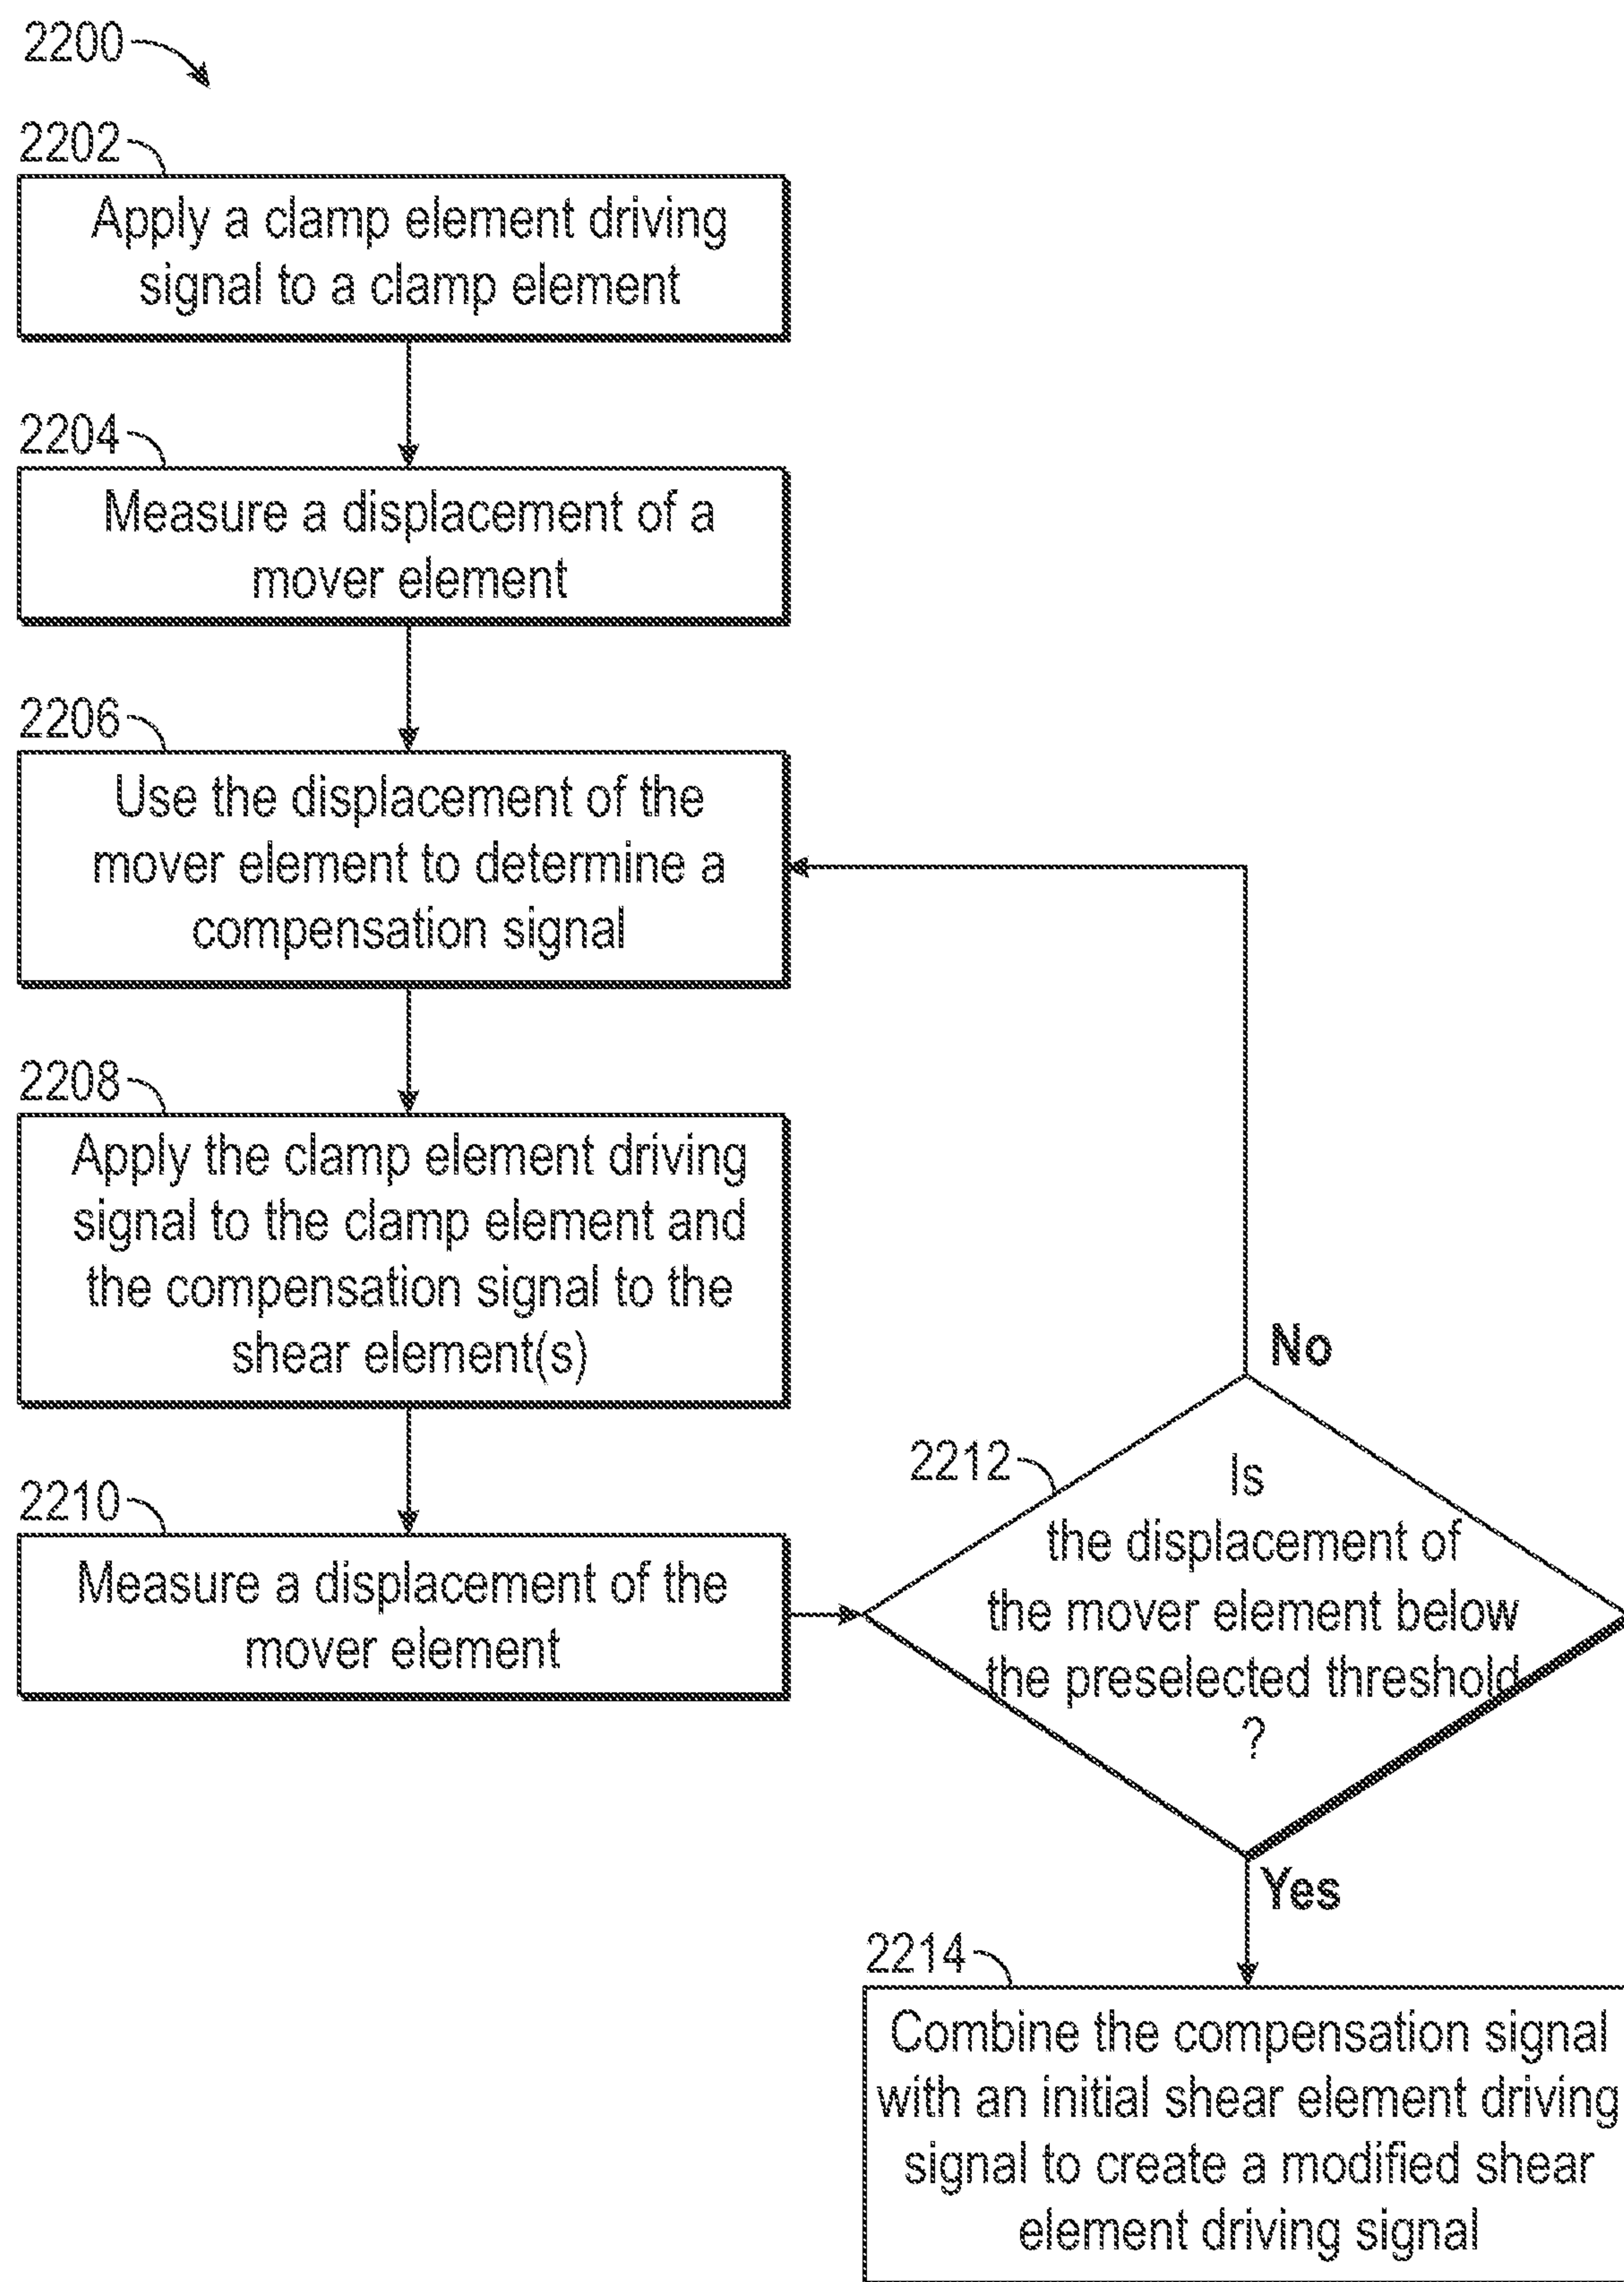 2200
2202
Apply a clamp element driving
signal to a clamp element
2204
Measure a displacement of a
mover element
2206
Use the displacement of the
mover element to determine a
compensation signal
2208
Apply the clamp element driving
signal to the clamp element and
the compensation signal to the
shear element(s)
2210
Measure a displacement of the
mover element
No
2212
Is
the displacement of
the mover element below
the preselected threshold
?
Yes
2214
Combine the compensation signal
with an initial shear element driving
signal to create a modified shear
element driving signal